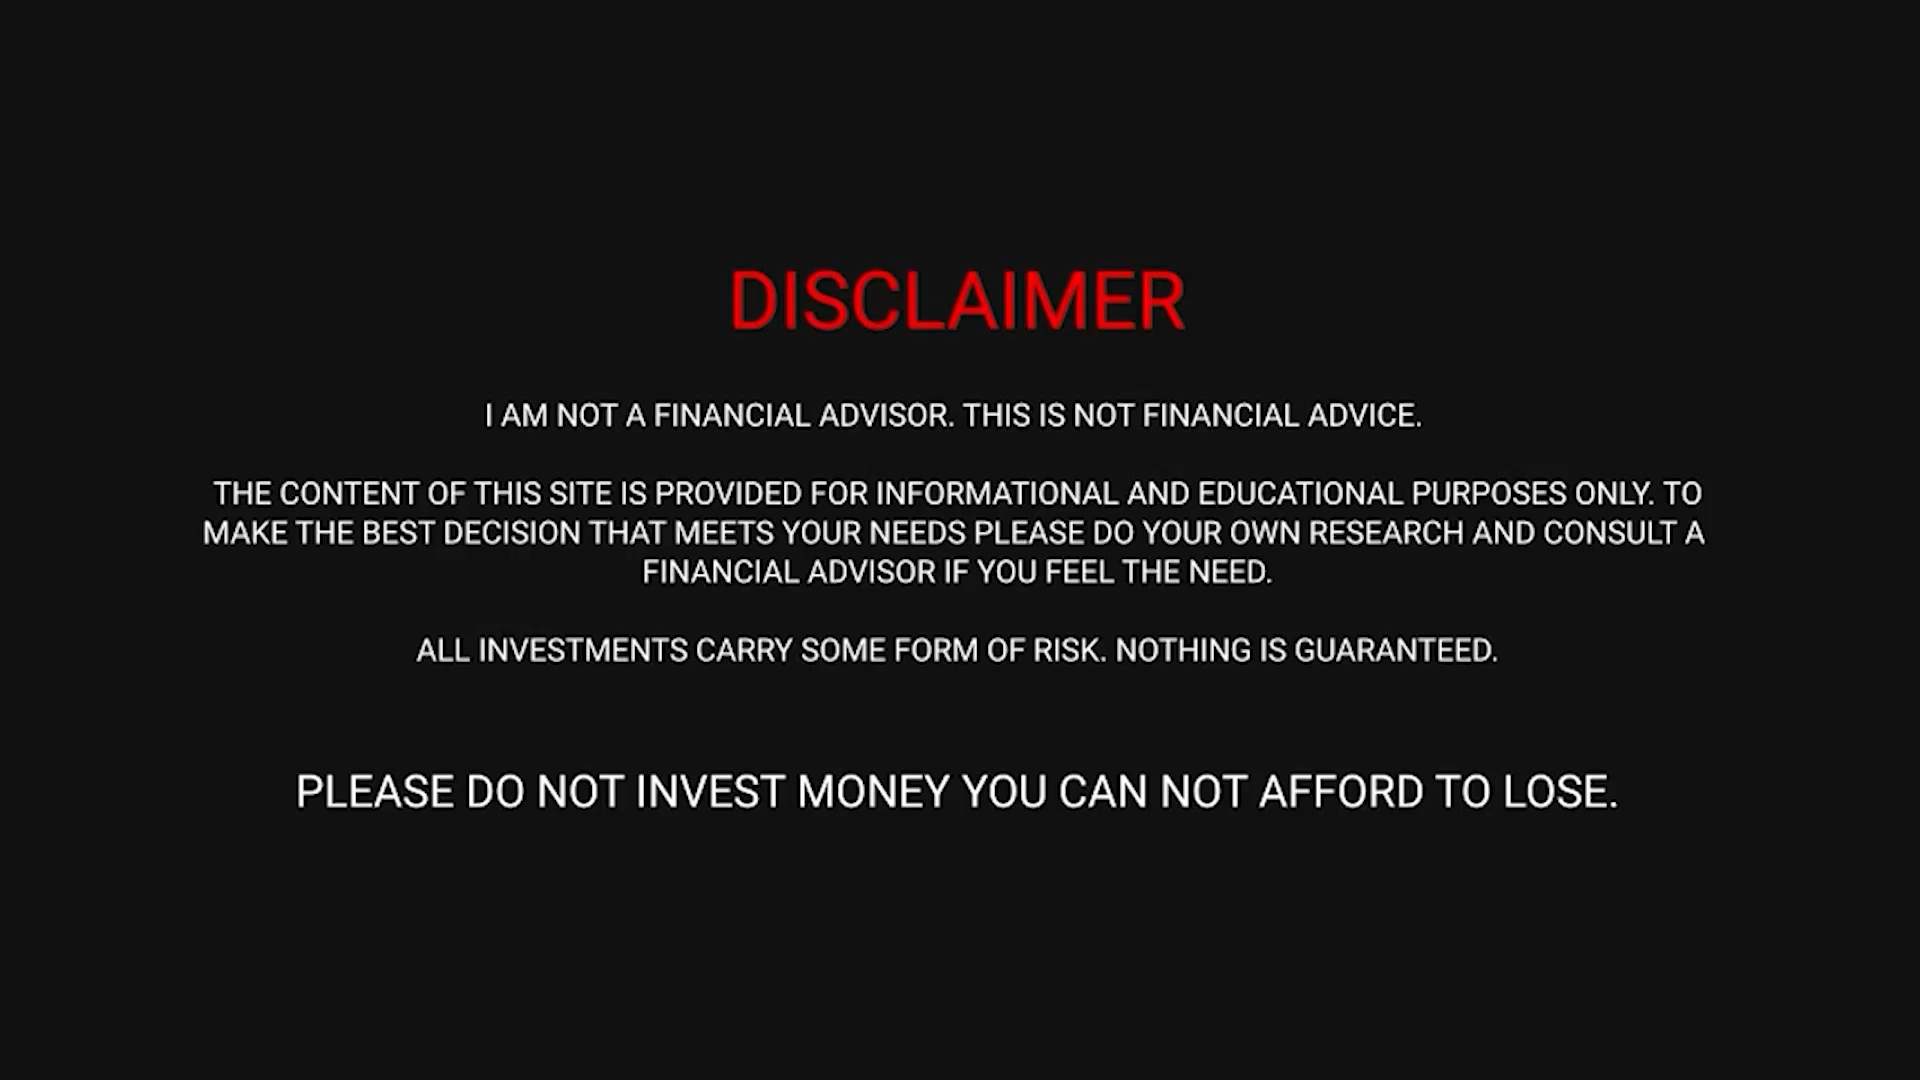 DISCLAIMER
I AM NOT A FINANCIAL ADVISOR. THIS IS NOT FINANCIAL ADVICE.
THE CONTENT OF THIS SITE IS PROVIDED FOR INFORMATIONAL AND EDUCATIONAL PURPOSES ONLY. TO
MAKE THE BEST DECISION THAT MEETS YOUR NEEDS PLEASE DO YOUR OWN RESEARCH AND CONSULT A
FINANCIAL ADVISOR IF YOU FEEL THE NEED.
ALL INVESTMENTS CARRY SOME FORM OF RISK. NOTHING IS GUARANTEED.
PLEASE DO NOT INVEST MONEY YOU CAN NOT AFFORD TO LOSE.